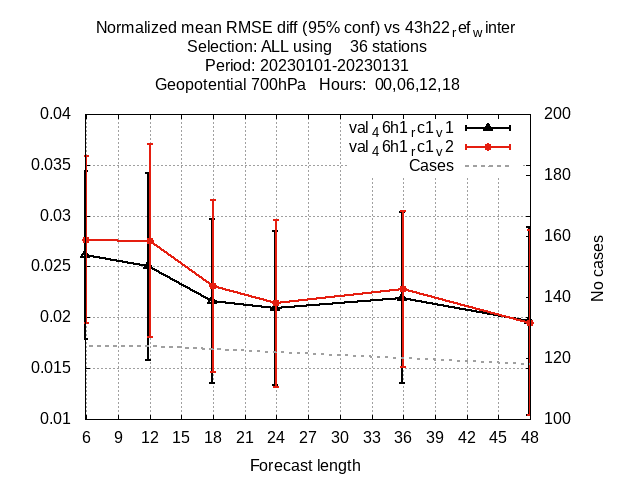 Normalized mean RMSE diff (95% conf) vs 43h22refwinter
Selection: ALL using    36 stations
Period: 20230101-20230131
Geopotential 700hPa   Hours:  00,06,12,18
0.04
0.035
0.03
0.025
0.02
0.015
0.01
val46h1rc1v1
val46h1rc1v2
Cases
200
180
160
140
120
100
No cases
6 9 12 15 18 21 24 27 30 33 36 39 42 45 48
Forecast length